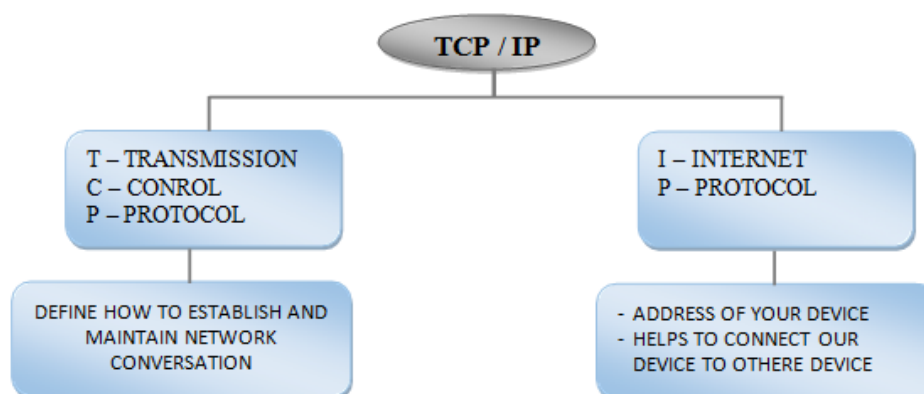 TCP / IP
T – TRANSMISSION
C – CONROL
P – PROTOCOL
I – INTERNET
P – PROTOCOL
DEFINE HOW TO ESTABLISH AND
MAINTAIN NETWORK
CONVERSATION
- ADDRESS OF YOUR DEVICE
- HELPS TO CONNECT OUR
DEVICE TO OTHERE DEVICE